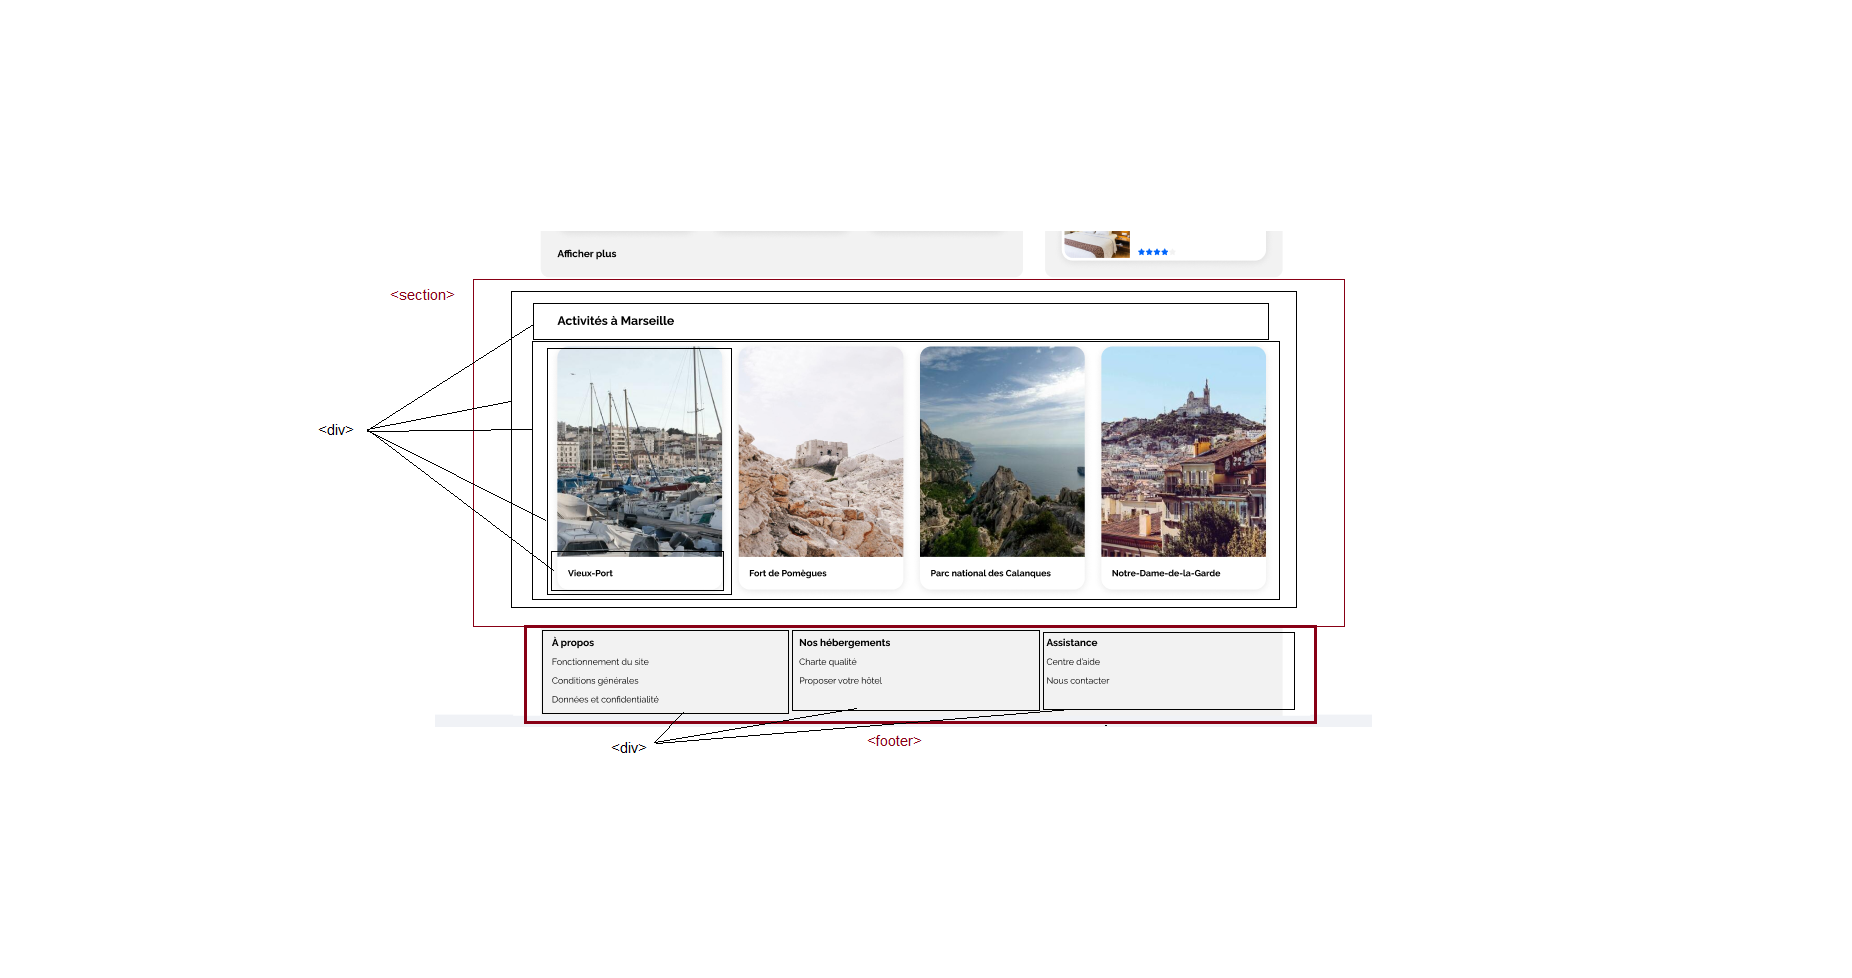 Afficher plus
<section>
Activités à Marseille
<div>
Vieux-Port
Fort de Pomègues
Parc national des Calanques
Notre-Dame-de-la-Garde
À propos
Fonctionnement du site
Conditions générales
Données et confidentialité
Nos hébergements
Charte qualité
Proposer votre hôtel
Assistance
Centre d'aide
Nous contacter
<div>
<footer>